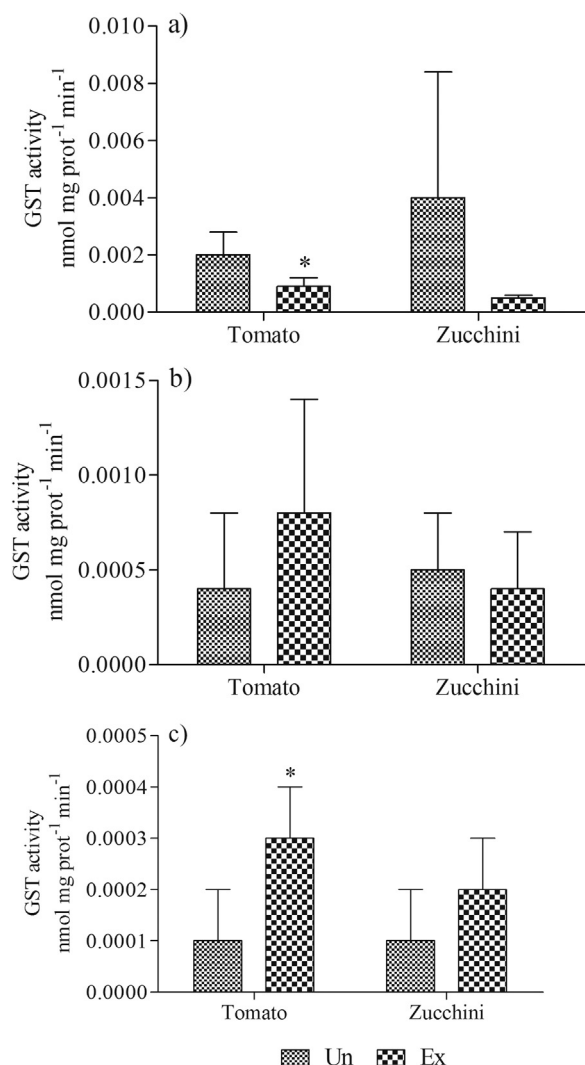 a)
GST activity
nmol mg prot⁻¹ min⁻¹
0.010
0.008
0.006
0.004
0.002
0.000
*
Tomato Zucchini
b)
GST activity
nmol mg prot⁻¹ min⁻¹
0.0015
0.0010
0.0005
0.0000
Tomato Zucchini
c)
GST activity
nmol mg prot⁻¹ min⁻¹
0.0005
0.0004
0.0003
0.0002
0.0001
0.0000
*
Tomato Zucchini
Un Ex